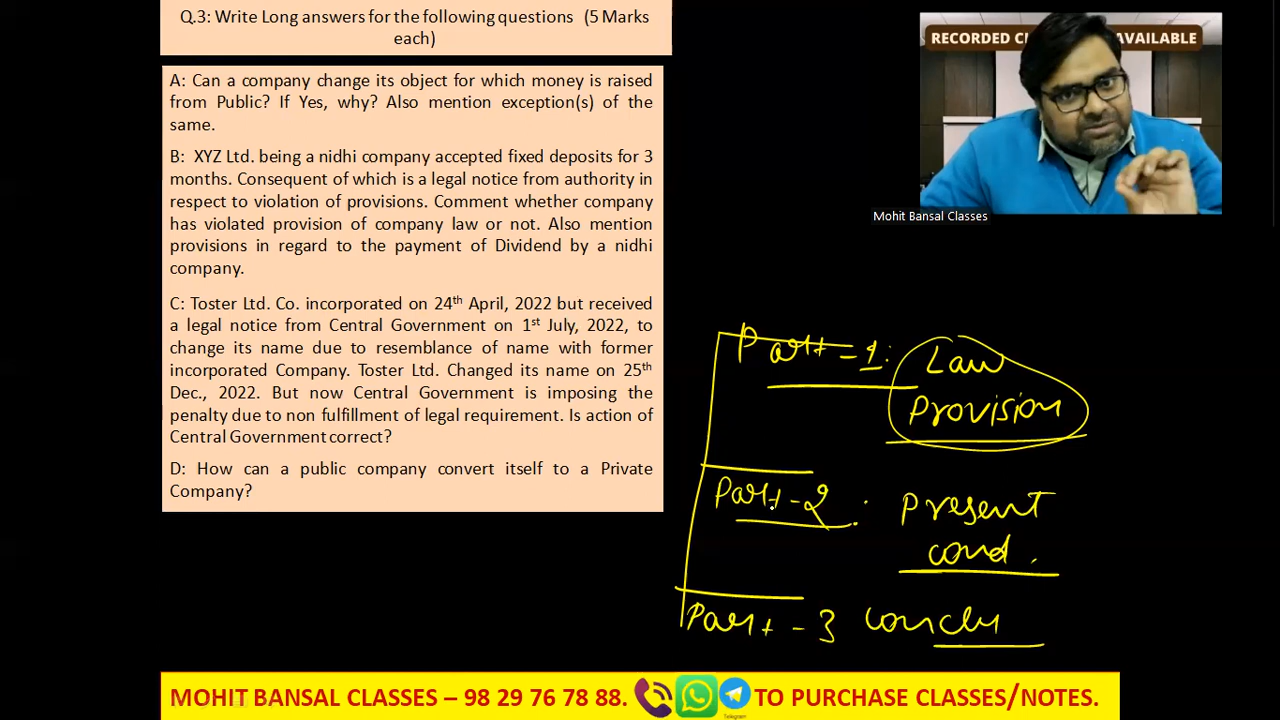 Q.3: Write Long answers for the following questions (5 Marks
each)
A: Can a company change its object for which money is raised
from Public? If Yes, why? Also mention exception(s) of the
same.
B: XYZ Ltd. being a nidhi company accepted fixed deposits for 3
months. Consequent of which is a legal notice from authority in
respect to violation of provisions. Comment whether company
has violated provision of company law or not. Also mention
provisions in regard to the payment of Dividend by a nidhi
company.
C: Toster Ltd. Co. incorporated on 24th April, 2022 but received
a legal notice from Central Government on 1st July, 2022, to
change its name due to resemblance of name with former
incorporated Company. Toster Ltd. Changed its name on 25th
Dec., 2022. But now Central Government is imposing the
penalty due to non fulfillment of legal requirement. Is action of
Central Government correct?
D: How can a public company convert itself to a Private
Company?
RECORDED AVAILABLE
Mohit Bansal Classes
Part-1: Law
Provision
Part-2: Present
cond.
Part-3 conclu
MOHIT BANSAL CLASSES – 98 29 76 78 88. TO PURCHASE CLASSES/NOTES.
Telegram